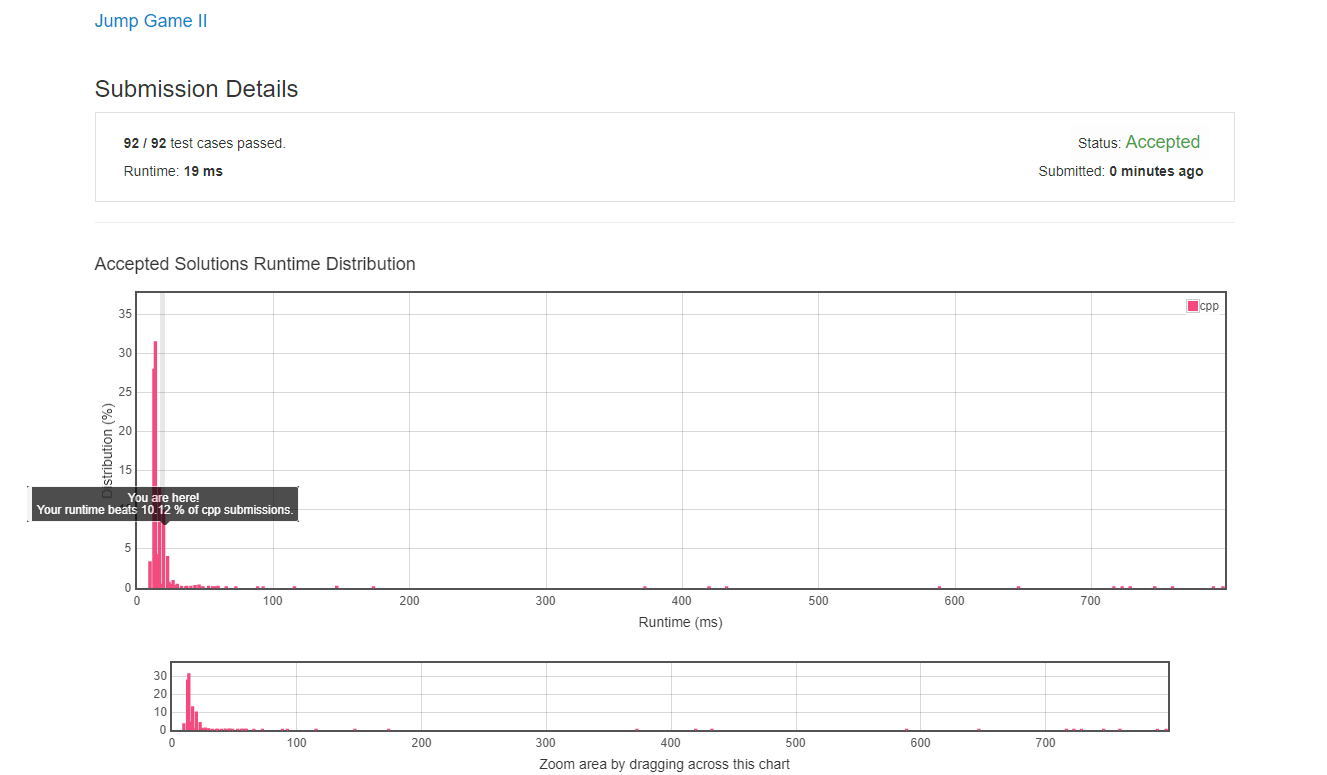 Jump Game II
Submission Details
92 / 92 test cases passed.
Status: Accepted
Runtime: 19 ms
Submitted: 0 minutes ago
Accepted Solutions Runtime Distribution
cpp
35
30
25
20
15
5
0
Distribution (%)
You are here!
Your runtime beats 10.12 % of cpp submissions.
0 100 200 300 400 500 600 700
Runtime (ms)
30
20
10
0
0 100 200 300 400 500 600 700
Zoom area by dragging across this chart